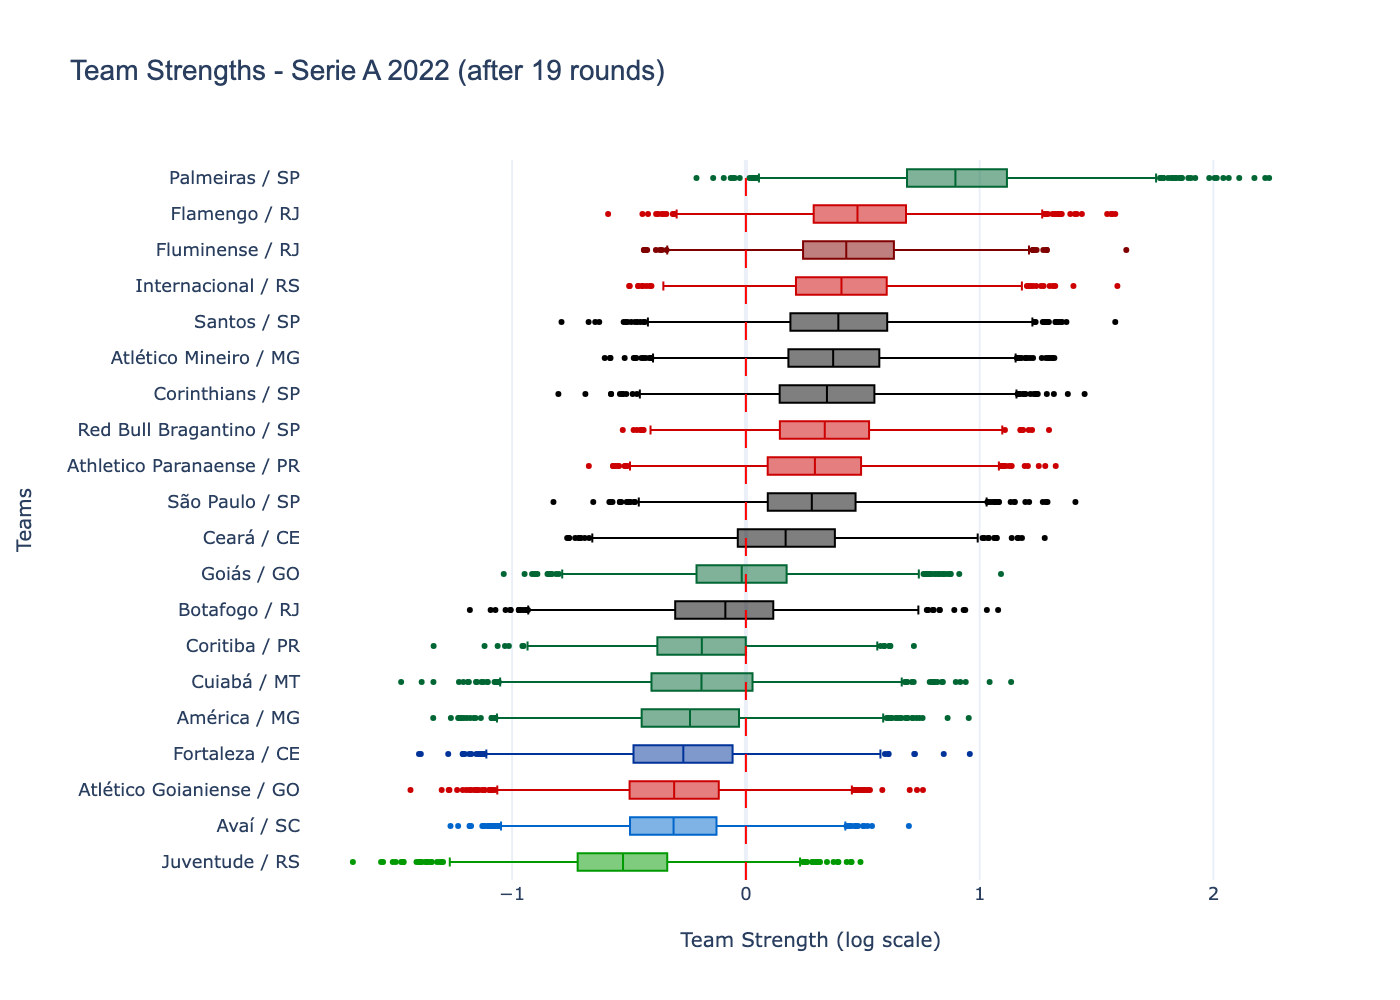 Team Strengths - Serie A 2022 (after 19 rounds)
Teams
Palmeiras / SP
Flamengo / RJ
Fluminense / RJ
Internacional / RS
Santos / SP
Atlético Mineiro / MG
Corinthians / SP
Red Bull Bragantino / SP
Athletico Paranaense / PR
São Paulo / SP
Ceará / CE
Goiás / GO
Botafogo / RJ
Coritiba / PR
Cuiabá / MT
América / MG
Fortaleza / CE
Atlético Goianiense / GO
Avaí / SC
Juventude / RS
−1 0 1 2
Team Strength (log scale)